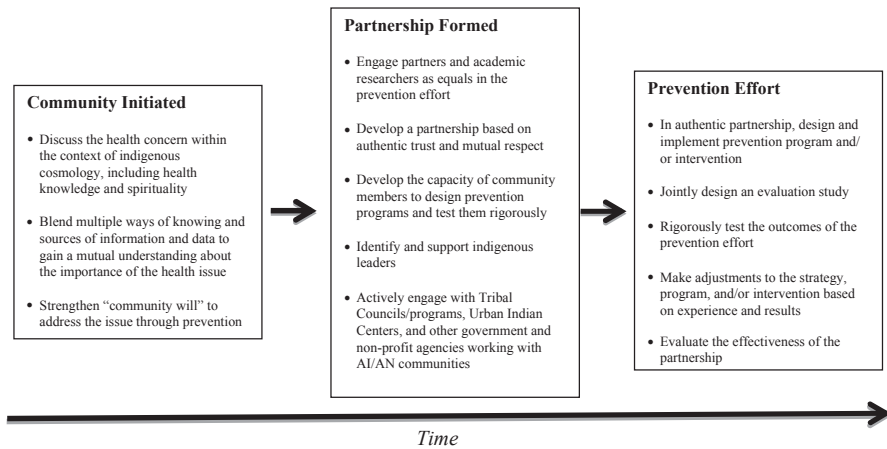 Community Initiated
• Discuss the health concern within
the context of indigenous
cosmology, including health
knowledge and spirituality
• Blend multiple ways of knowing and
sources of information and data to
gain a mutual understanding about
the importance of the health issue
• Strengthen “community will” to
address the issue through prevention
Partnership Formed
• Engage partners and academic
researchers as equals in the
prevention effort
• Develop a partnership based on
authentic trust and mutual respect
• Develop the capacity of community
members to design prevention
programs and test them rigorously
• Identify and support indigenous
leaders
• Actively engage with Tribal
Councils/programs, Urban Indian
Centers, and other government and
non-profit agencies working with
AI/AN communities
Prevention Effort
• In authentic partnership, design and
implement prevention program and/
or intervention
• Jointly design an evaluation study
• Rigorously test the outcomes of the
prevention effort
• Make adjustments to the strategy,
program, and/or intervention based
on experience and results
• Evaluate the effectiveness of the
partnership
Time